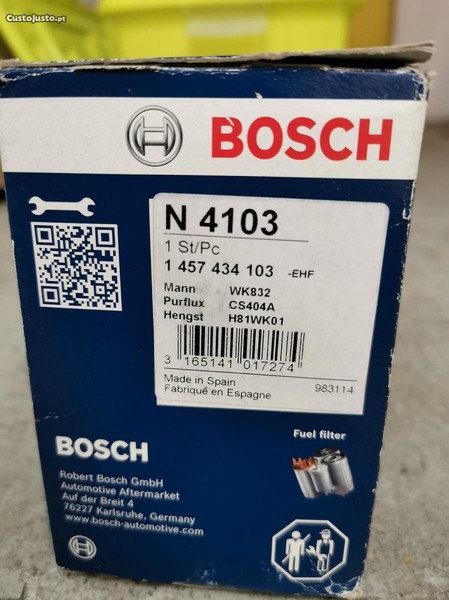 CustoJusto.pt
BOSCH
N 4103
1 St/Pc
1 457 434 103 -EHF
Mann WK832
Purflux CS404A
Hengst H81WK01
3 165141 017274
Made in Spain 983114
Fabriqué en Espagne
BOSCH
Fuel filter
Robert Bosch GmbH
Automotive Aftermarket
Auf der Breit 4
76227 Karlsruhe, Germany
www.bosch-automotive.com